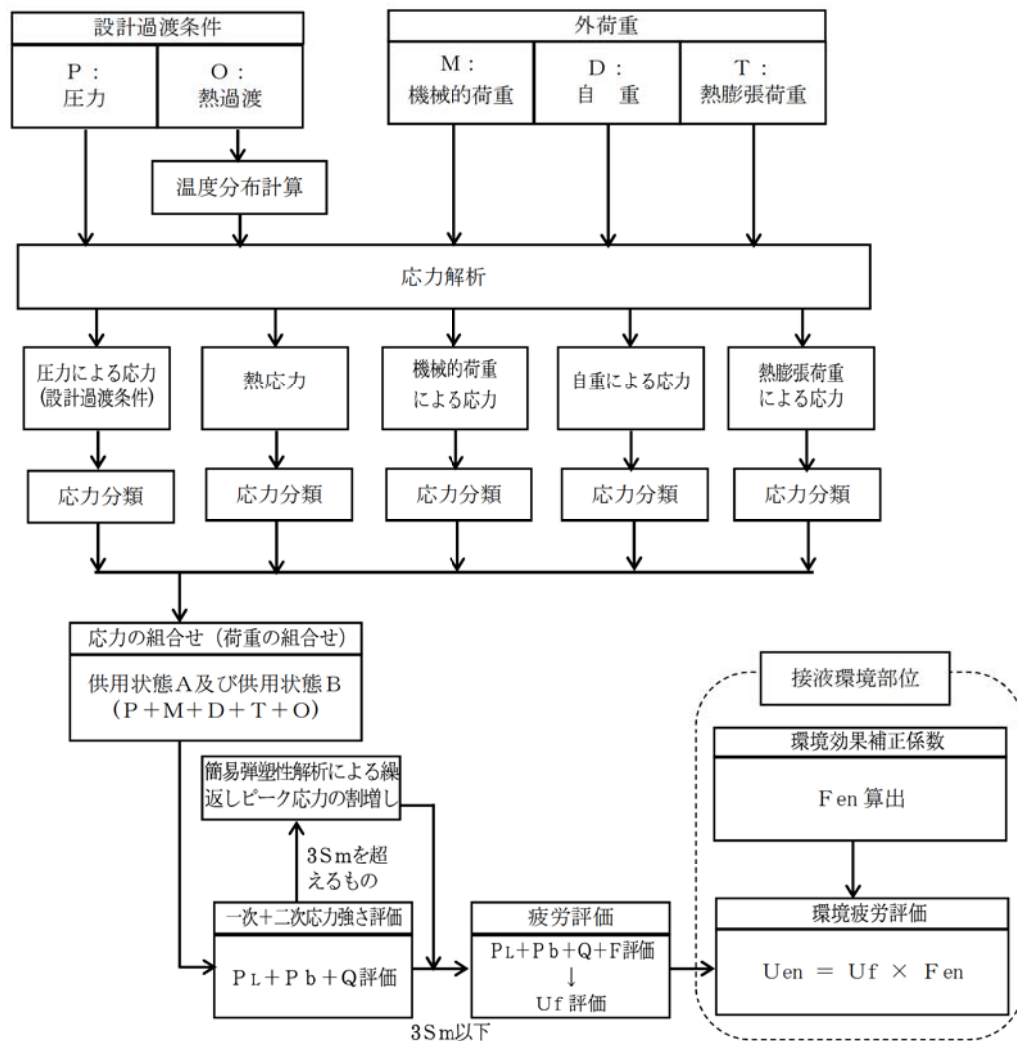 設計過渡条件
P：
圧力
O：
熱過渡
外荷重
M：
機械的荷重
D：
自　重
T：
熱膨張荷重
温度分布計算
応力解析
圧力による応力
(設計過渡条件)
熱応力
機械的荷重
による応力
自重による応力
熱膨張荷重
による応力
応力分類
応力分類
応力分類
応力分類
応力分類
応力の組合せ（荷重の組合せ）
供用状態A及び供用状態B
(P＋M＋D＋T＋O)
簡易弾塑性解析による繰
返しピーク応力の割増し
3Smを超
えるもの
一次＋二次応力強さ評価
PL＋Pb＋Q評価
3Sm以下
疲労評価
PL＋Pb＋Q＋F評価
↓
Uf 評価
接液環境部位
環境効果補正係数
Fen 算出
環境疲労評価
Uen ＝ Uf × Fen